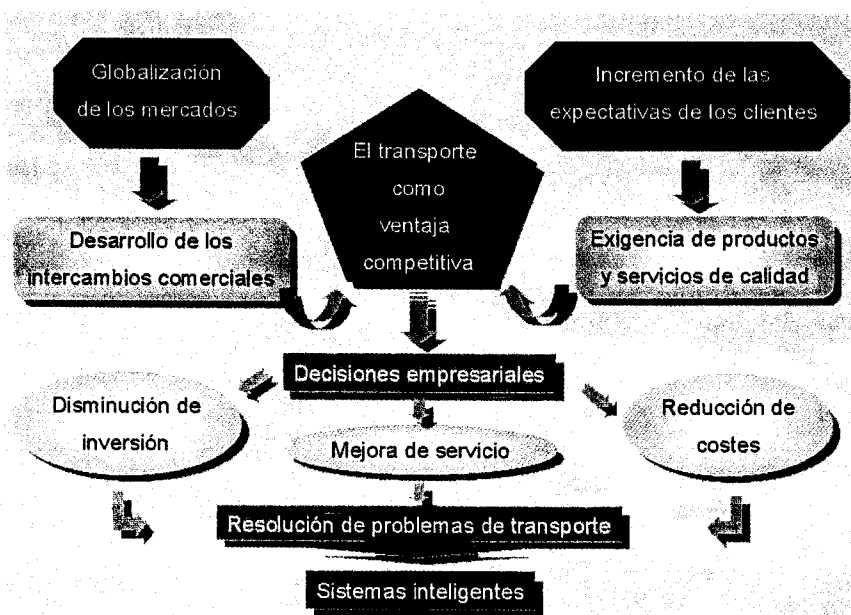 Globalización
de los mercados
Incremento de las
expectativas de los clientes
El transporte
como
ventaja
competitiva
Desarrollo de los
intercambios comerciales
Exigencia de productos
y servicios de calidad
Decisiones empresariales
Disminución de
inversión
Mejora de servicio
Reducción de
costes
Resolución de problemas de transporte
Sistemas inteligentes